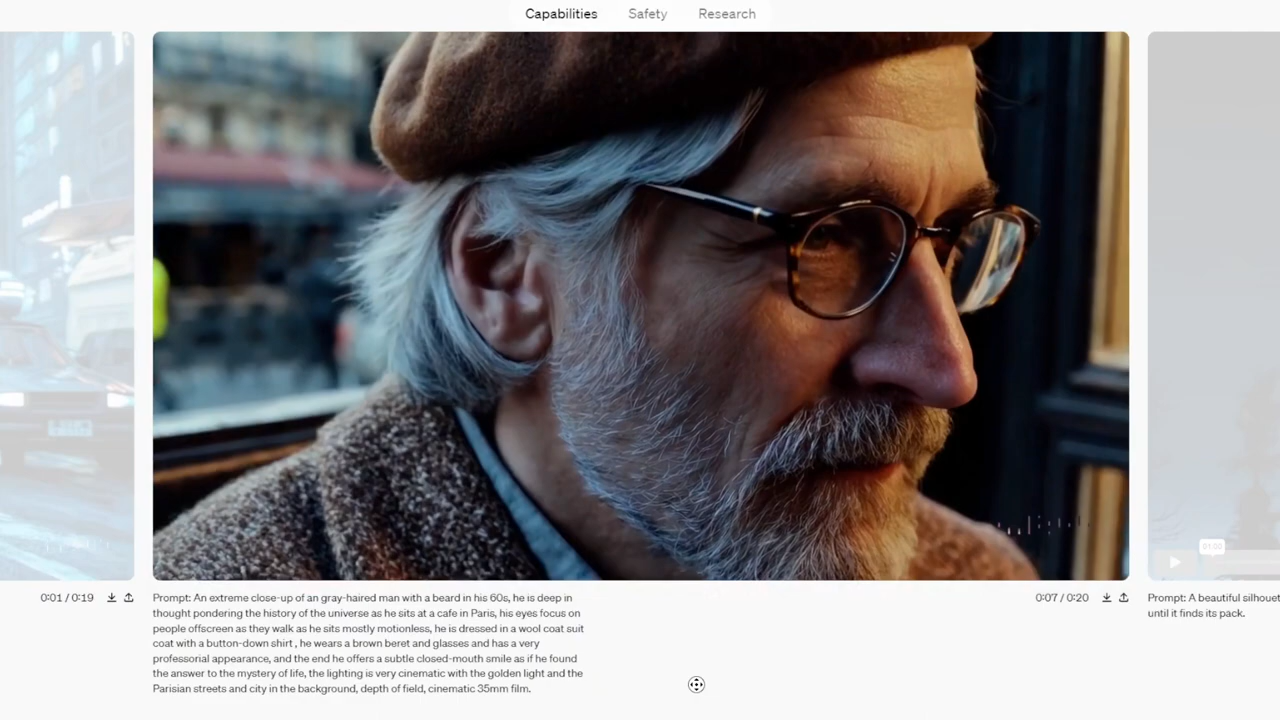 Capabilities Safety Research
0:01 / 0:19
Prompt: An extreme close-up of an gray-haired man with a beard in his 60s, he is deep in
thought pondering the history of the universe as he sits at a cafe in Paris, his eyes focus on
people offscreen as they walk as he sits mostly motionless, he is dressed in a wool coat suit
coat with a button-down shirt , he wears a brown beret and glasses and has a very
professorial appearance, and the end he offers a subtle closed-mouth smile as if he found
the answer to the mystery of life, the lighting is very cinematic with the golden light and the
Parisian streets and city in the background, depth of field, cinematic 35mm film.
0:07 / 0:20
01:00
Prompt: A beautiful silhouet
until it finds its pack.